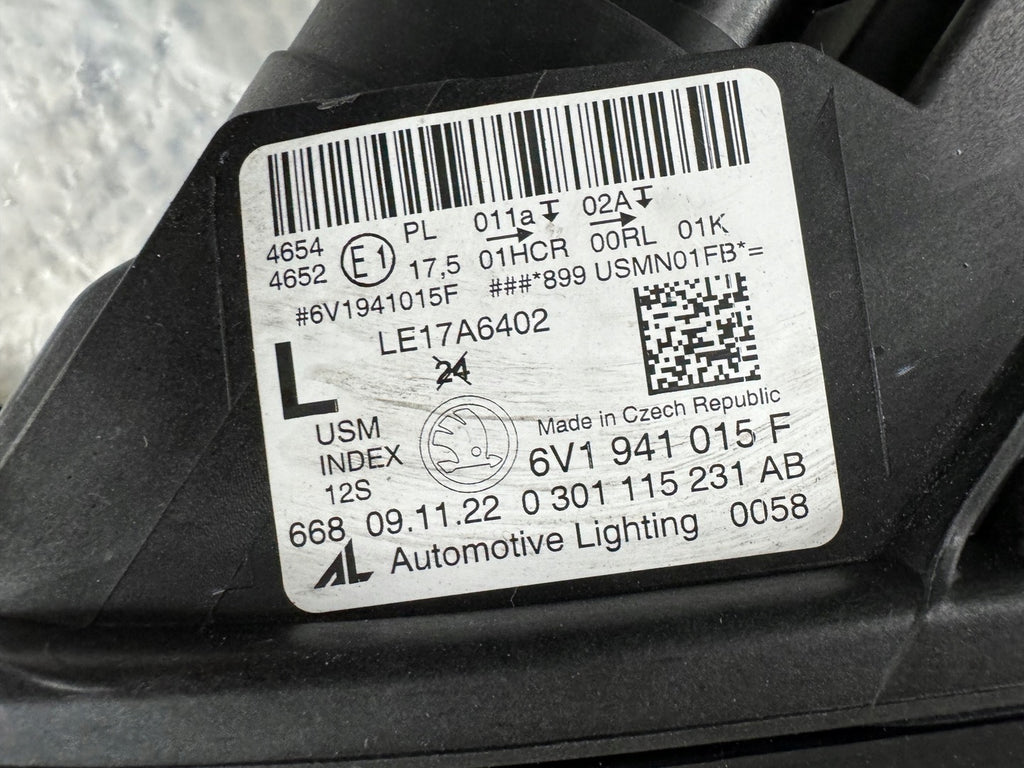 4654 E1 PL 011a 02A
4652 17,5 01HCR 00RL 01K
#6V1941015F ###*899 USMN01FB*=
LE17A6402
24
L
USM
INDEX
12S
Made in Czech Republic
6V1 941 015 F
668 09.11.22 0 301 115 231 AB
AL Automotive Lighting 0058